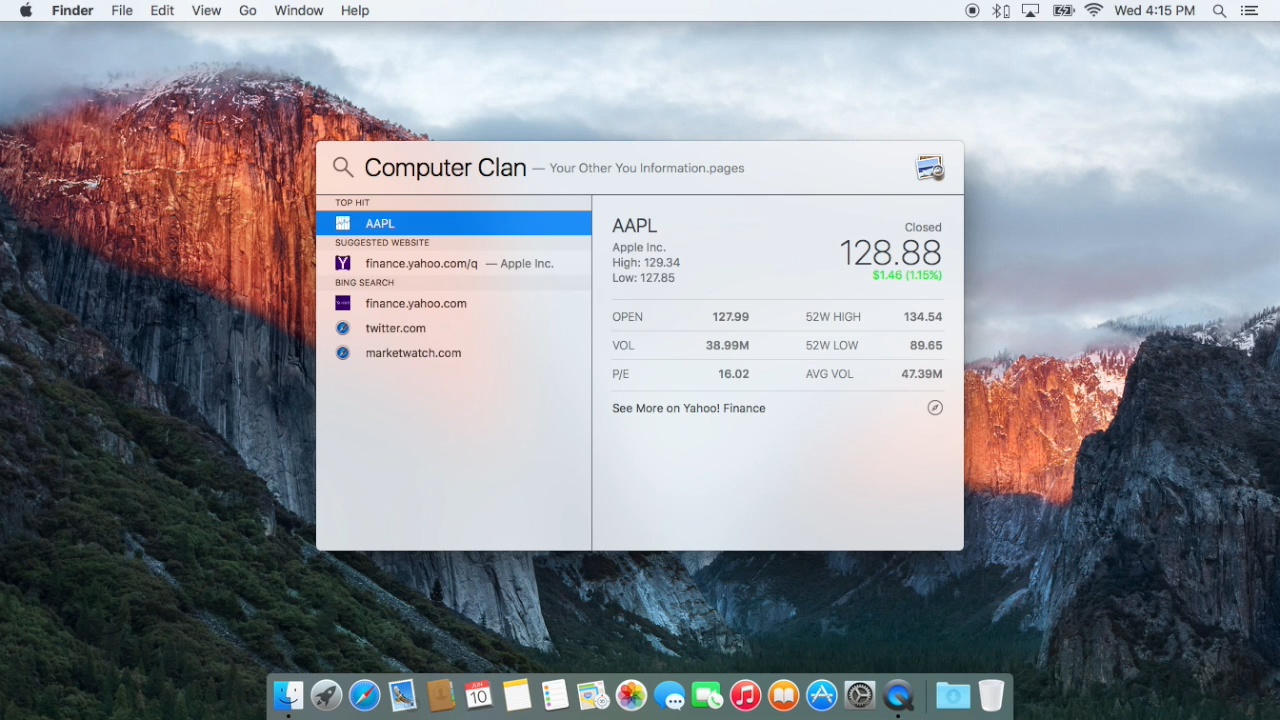 Finder File Edit View Go Window Help Wed 4:15 PM
Computer Clan — Your Other You Information.pages
TOP HIT
AAPL
SUGGESTED WEBSITE
finance.yahoo.com/q — Apple Inc.
BING SEARCH
finance.yahoo.com
twitter.com
marketwatch.com
AAPL
Closed
Apple Inc.
128.88
High: 129.34
$1.46 (1.15%)
Low: 127.85
OPEN 127.99 52W HIGH 134.54
VOL 38.99M 52W LOW 89.65
P/E 16.02 AVG VOL 47.39M
See More on Yahoo! Finance
JUN
10